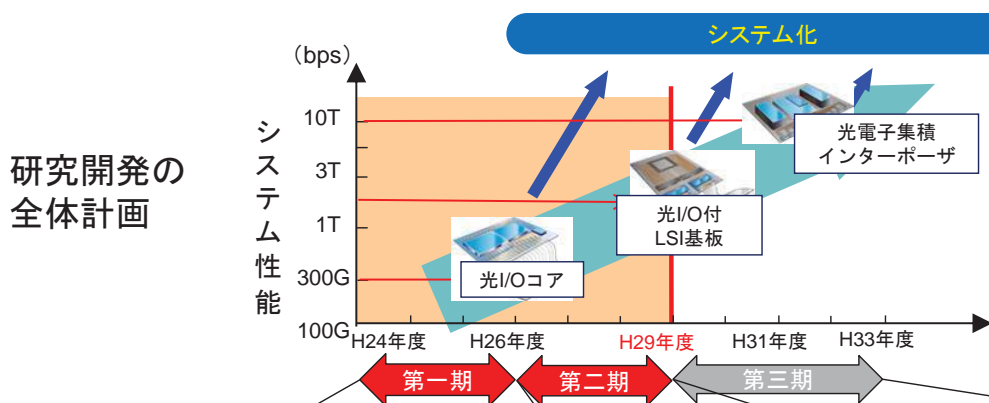 システム化
(bps)
10T
3T
1T
300G
100G
システム性能
研究開発の
全体計画
光電子集積
インターポーザ
光I/O付
LSI基板
光I/Oコア
H24年度
H26年度
H29年度
H31年度
H33年度
第一期
第二期
第三期